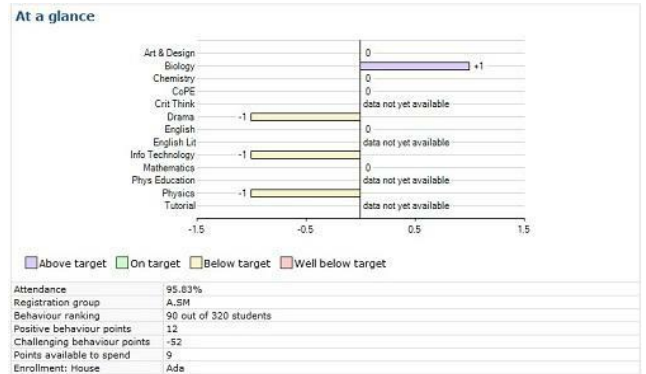 At a glance
Art & Design 0
Biology +1
Chemistry 0
CoPE 0
Crit Think data not yet available
Drama -1
English 0
English Lit data not yet available
Info Technology -1
Mathematics 0
Phys Education data not yet available
Physics -1
Tutorial data not yet available
-1.5 -0.5 0.5 1.5
Above target On target Below target Well below target
Attendance 95.83%
Registration group A.SM
Behaviour ranking 90 out of 320 students
Positive behaviour points 12
Challenging behaviour points -52
Points available to spend 9
Enrollment: House Ada